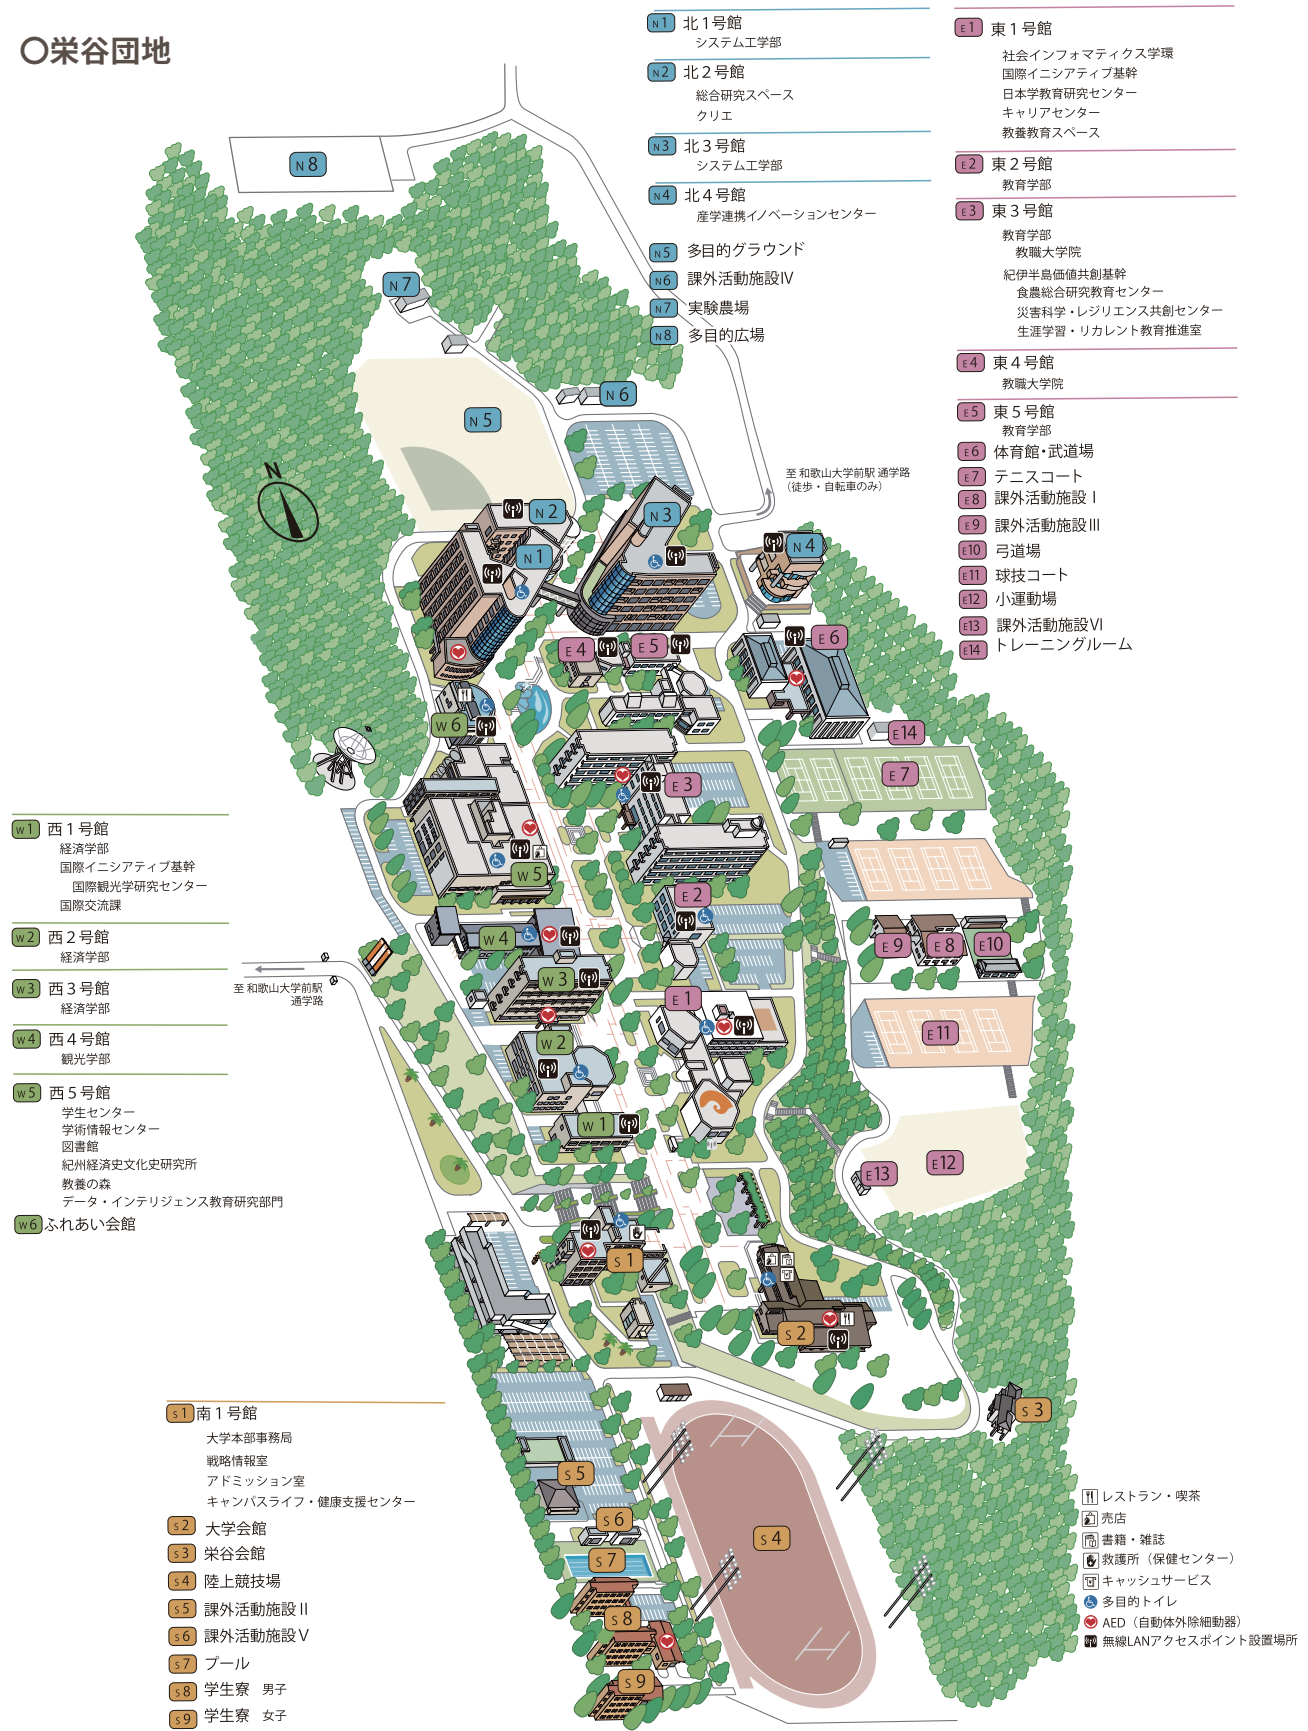 〇栄谷団地
N1 北1号館
システム工学部
N2 北2号館
総合研究スペース
クリエ
N3 北3号館
システム工学部
N4 北4号館
産学連携イノベーションセンター
N5 多目的グラウンド
N6 課外活動施設Ⅳ
N7 実験農場
N8 多目的広場
E1 東1号館
社会インフォマティクス学環
国際イニシアティブ基幹
日本学教育研究センター
キャリアセンター
教養教育スペース
E2 東2号館
教育学部
E3 東3号館
教育学部
教職大学院
紀伊半島価値共創基幹
食農総合研究教育センター
災害科学・レジリエンス共創センター
生涯学習・リカレント教育推進室
E4 東4号館
教職大学院
E5 東5号館
教育学部
E6 体育館・武道場
E7 テニスコート
E8 課外活動施設Ⅰ
E9 課外活動施設Ⅲ
E10 弓道場
E11 球技コート
E12 小運動場
E13 課外活動施設Ⅵ
E14 トレーニングルーム
N8
N7
N6
N5
N
至 和歌山大学前駅 通学路
（徒歩・自転車のみ）
N2
N3
N1
N4
E4
E5
E6
W6
E14
E7
E3
W5
E2
W4
E9
E8
E10
W3
E1
E11
W2
W1
E13
E12
S1
S2
S3
S5
S6
S4
S7
S8
S9
W1 西1号館
経済学部
国際イニシアティブ基幹
国際観光学研究センター
国際交流課
W2 西2号館
経済学部
W3 西3号館
経済学部
W4 西4号館
観光学部
W5 西5号館
学生センター
学術情報センター
図書館
紀州経済史文化史研究所
教養の森
データ・インテリジェンス教育研究部門
W6 ふれあい会館
至 和歌山大学前駅
通学路
S1 南1号館
大学本部事務局
戦略情報室
アドミッション室
キャンパスライフ・健康支援センター
S2 大学会館
S3 栄谷会館
S4 陸上競技場
S5 課外活動施設Ⅱ
S6 課外活動施設Ⅴ
S7 プール
S8 学生寮 男子
S9 学生寮 女子
レストラン・喫茶
売店
書籍・雑誌
救護所（保健センター）
キャッシュサービス
多目的トイレ
AED（自動体外除細動器）
無線LANアクセスポイント設置場所